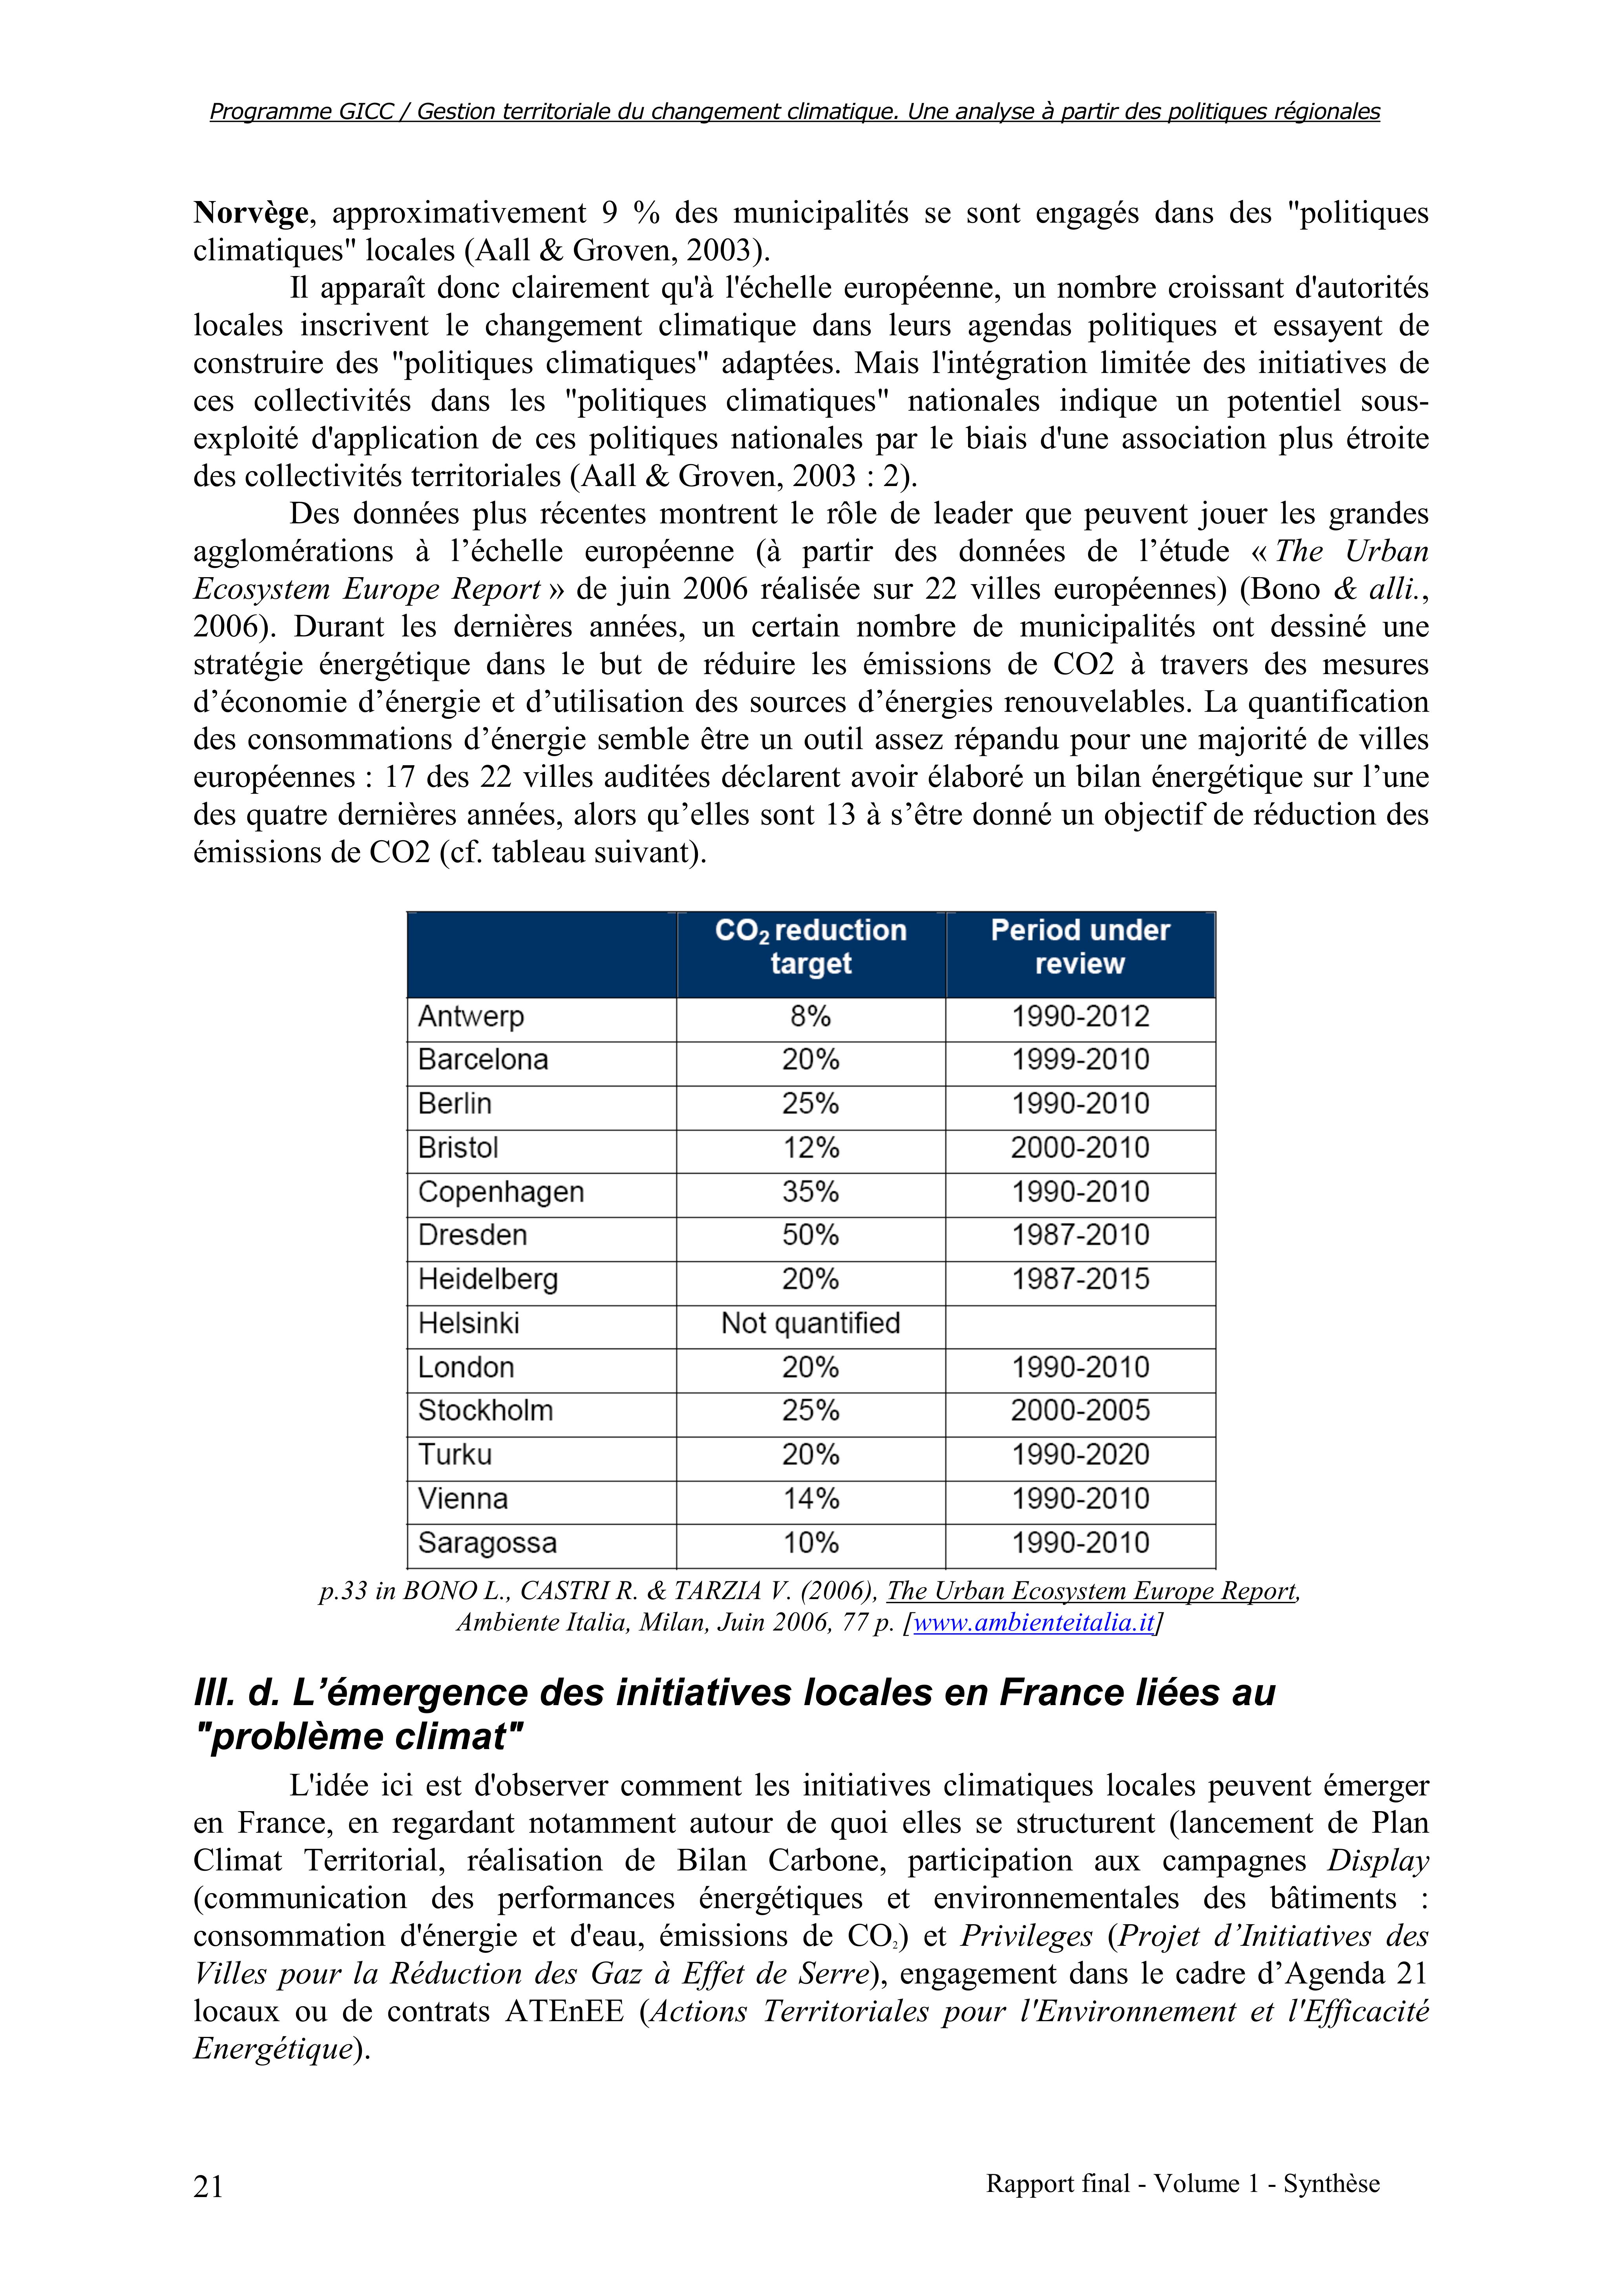 Programme GICC / Gestion territoriale du changement climatique. Une analyse à partir des politiques régionales
Norvège, approximativement 9 % des municipalités se sont engagés dans des "politiques
climatiques" locales (Aall & Groven, 2003).
Il apparaît donc clairement qu'à l'échelle européenne, un nombre croissant d'autorités
locales inscrivent le changement climatique dans leurs agendas politiques et essayent de
construire des "politiques climatiques" adaptées. Mais l'intégration limitée des initiatives de
ces collectivités dans les "politiques climatiques" nationales indique un potentiel sous-
exploité d'application de ces politiques nationales par le biais d'une association plus étroite
des collectivités territoriales (Aall & Groven, 2003 : 2).
Des données plus récentes montrent le rôle de leader que peuvent jouer les grandes
agglomérations à l’échelle européenne (à partir des données de l’étude « The Urban
Ecosystem Europe Report » de juin 2006 réalisée sur 22 villes européennes) (Bono & alli.,
2006). Durant les dernières années, un certain nombre de municipalités ont dessiné une
stratégie énergétique dans le but de réduire les émissions de CO2 à travers des mesures
d’économie d’énergie et d’utilisation des sources d’énergies renouvelables. La quantification
des consommations d’énergie semble être un outil assez répandu pour une majorité de villes
européennes : 17 des 22 villes auditées déclarent avoir élaboré un bilan énergétique sur l’une
des quatre dernières années, alors qu’elles sont 13 à s’être donné un objectif de réduction des
émissions de CO2 (cf. tableau suivant).
CO₂ reduction target Period under review
Antwerp 8% 1990-2012
Barcelona 20% 1999-2010
Berlin 25% 1990-2010
Bristol 12% 2000-2010
Copenhagen 35% 1990-2010
Dresden 50% 1987-2010
Heidelberg 20% 1987-2015
Helsinki Not quantified
London 20% 1990-2010
Stockholm 25% 2000-2005
Turku 20% 1990-2020
Vienna 14% 1990-2010
Saragossa 10% 1990-2010
p.33 in BONO L., CASTRI R. & TARZIA V. (2006), The Urban Ecosystem Europe Report,
Ambiente Italia, Milan, Juin 2006, 77 p. [www.ambienteitalia.it]
III. d. L’émergence des initiatives locales en France liées au
"problème climat"
L'idée ici est d'observer comment les initiatives climatiques locales peuvent émerger
en France, en regardant notamment autour de quoi elles se structurent (lancement de Plan
Climat Territorial, réalisation de Bilan Carbone, participation aux campagnes Display
(communication des performances énergétiques et environnementales des bâtiments :
consommation d'énergie et d'eau, émissions de CO₂) et Privileges (Projet d’Initiatives des
Villes pour la Réduction des Gaz à Effet de Serre), engagement dans le cadre d’Agenda 21
locaux ou de contrats ATEnEE (Actions Territoriales pour l'Environnement et l'Efficacité
Energétique).
21
Rapport final - Volume 1 - Synthèse